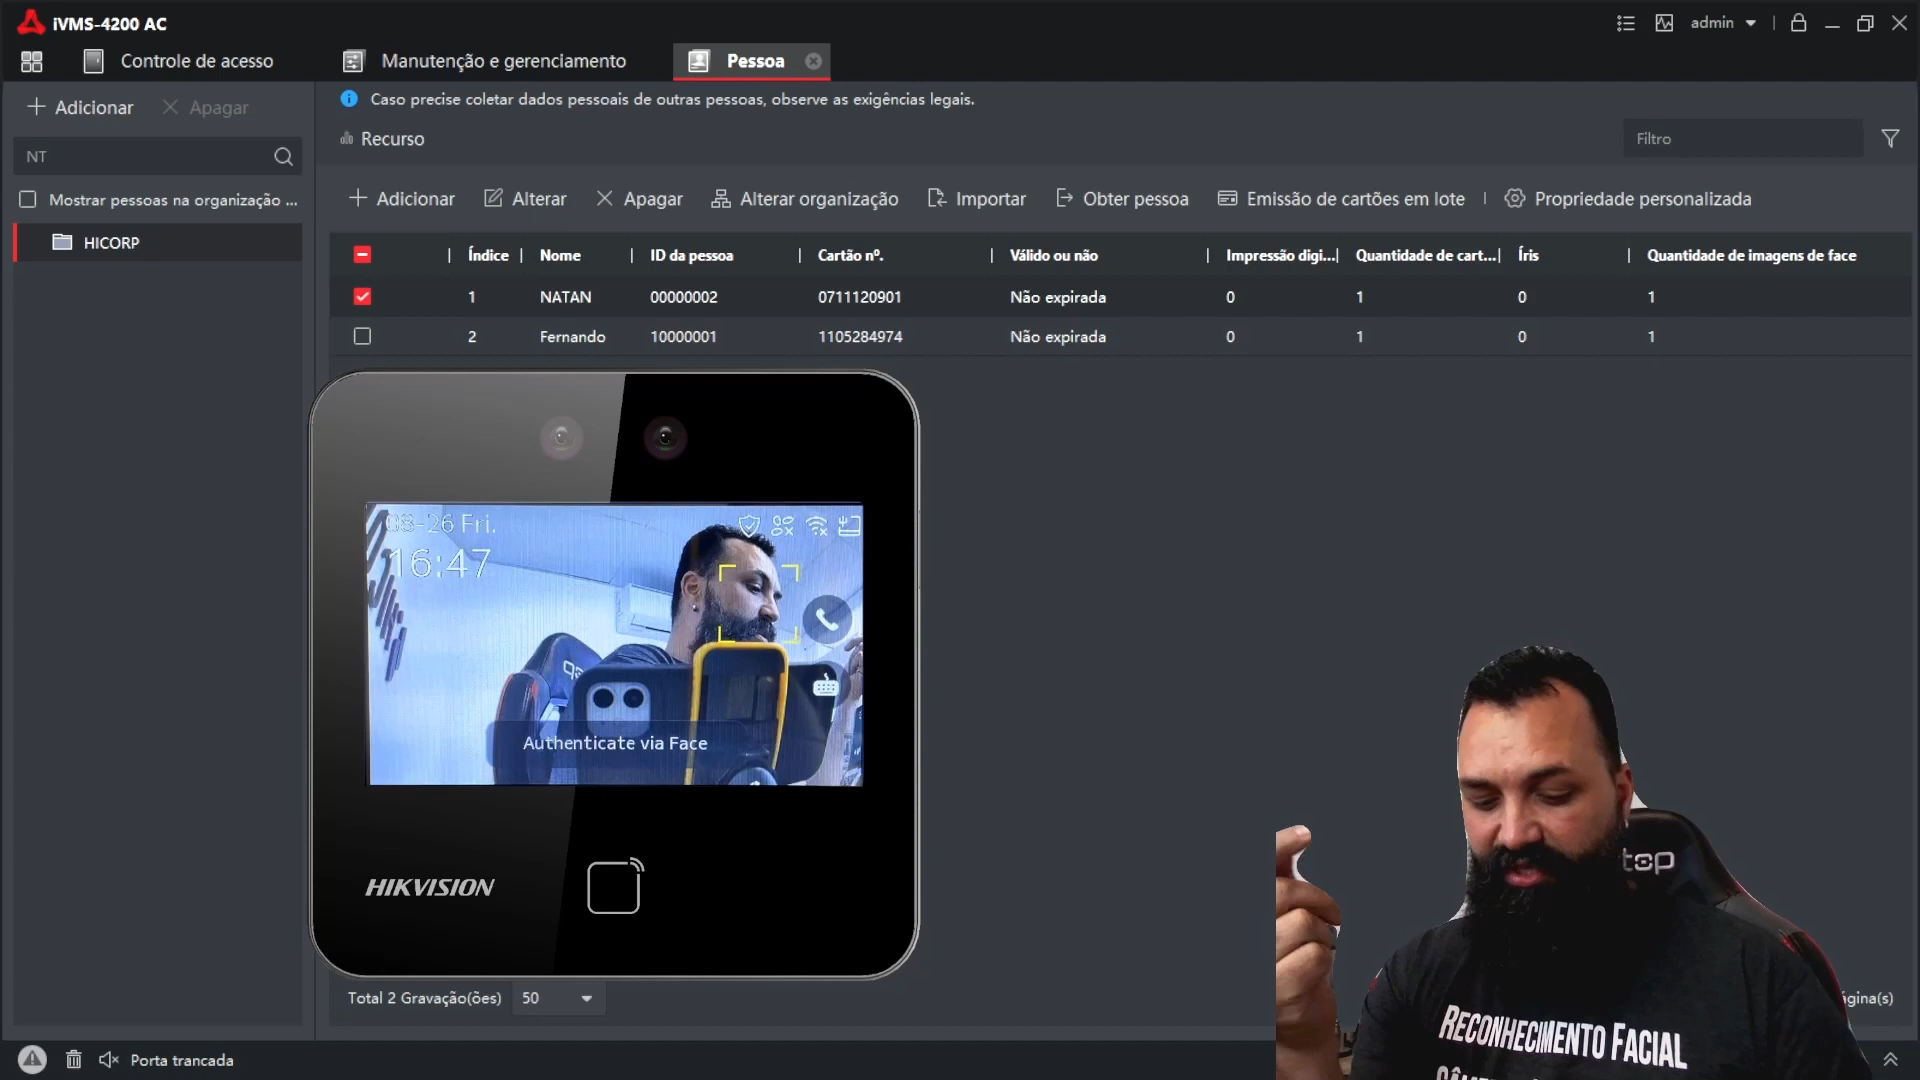 iVMS-4200 AC
admin
Controle de acesso
Manutenção e gerenciamento
Pessoa
Adicionar
Apagar
Caso precise coletar dados pessoais de outras pessoas, observe as exigências legais.
Recurso
Filtro
NT
Mostrar pessoas na organização ...
HICORP
Adicionar
Alterar
Apagar
Alterar organização
Importar
Obter pessoa
Emissão de cartões em lote
Propriedade personalizada
Índice Nome ID da pessoa Cartão nº. Válido ou não Impressão digi... Quantidade de cart... Íris Quantidade de imagens de face
1 NATAN 00000002 0711120901 Não expirada 0 1 0 1
2 Fernando 10000001 1105284974 Não expirada 0 1 0 1
08-26 Fri.
16:47
Authenticate via Face
HIKVISION
top
RECONHECIMENTO FACIAL
Total 2 Gravação(ões) 50
Porta trancada